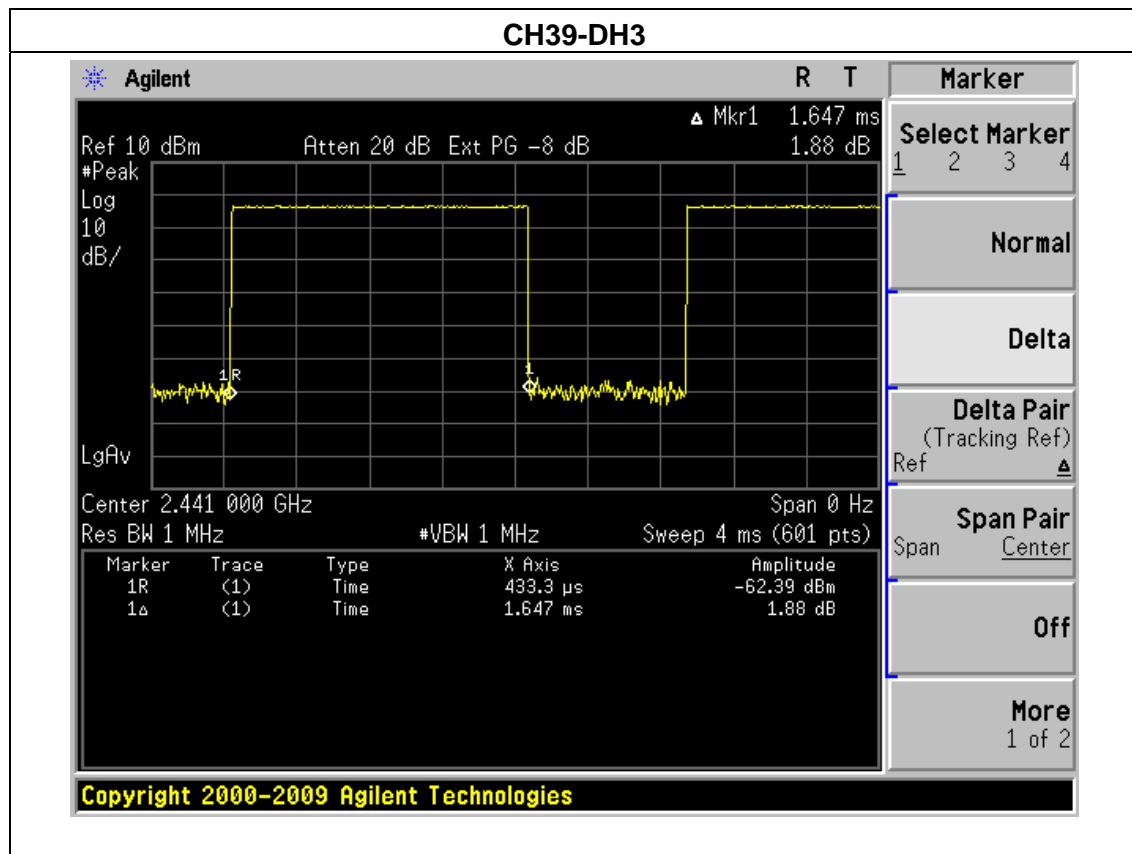 CH39-DH3
Agilent R T
Δ Mkr1 1.647 ms
Ref 10 dBm Atten 20 dB Ext PG -8 dB 1.88 dB
#Peak
Log
10
dB/
1R
1
LgAv
Center 2.441 000 GHz Span 0 Hz
Res BW 1 MHz #VBW 1 MHz Sweep 4 ms (601 pts)
Marker Trace Type X Axis Amplitude
1R (1) Time 433.3 µs -62.39 dBm
1Δ (1) Time 1.647 ms 1.88 dB
Marker
Select Marker
1 2 3 4
Normal
Delta
Delta Pair
(Tracking Ref)
Ref Δ
Span Pair
Span Center
Off
More
1 of 2
Copyright 2000-2009 Agilent Technologies